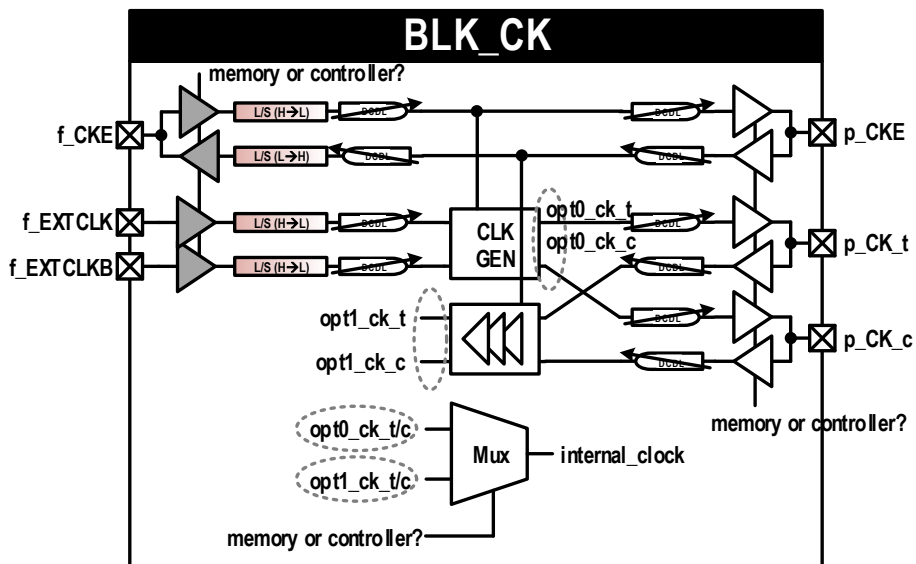 BLK_CK
memory or controller?
f_CKE
L/S (H→L)
DCDL
DCDL
p_CKE
L/S (L→H)
DCDL
DCDL
f_EXTCLK
L/S (H→L)
DCDL
CLK
GEN
opt0_ck_t
DCDL
opt0_ck_c
p_CK_t
f_EXTCLKB
L/S (H→L)
DCDL
DCDL
opt1_ck_t
DCDL
p_CK_c
opt1_ck_c
DCDL
memory or controller?
opt0_ck_t/c
Mux
internal_clock
opt1_ck_t/c
memory or controller?